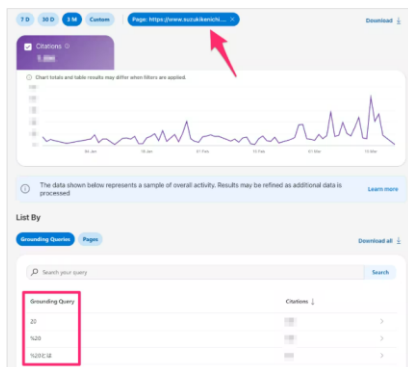 7 D 30 D 3 M Custom Page: https://www.suzukikenichi.... × Download
Citations
Chart totals and table results may differ when filters are applied.
The data shown below represents a sample of overall activity. Results may be refined as additional data is processed Learn more
List By
Grounding Queries Pages Download all
Search your query Search
Grounding Query Citations ↓
20
%20